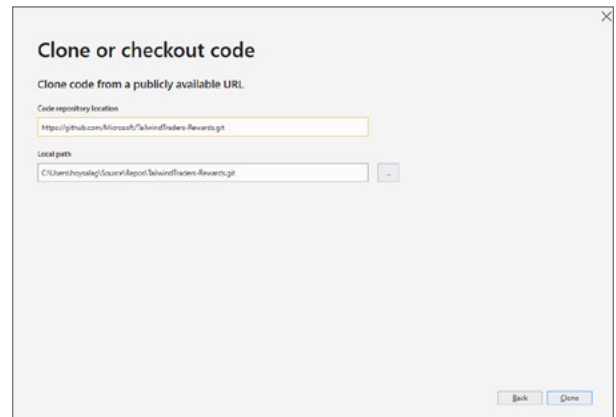 Clone or checkout code
Clone code from a publicly available URL
Code repository location
https://github.com/Microsoft/TailwindTraders-Rewards.git
Local path
C:\Users\hoysalag\Source\Repos\TailwindTraders-Rewards.git
...
Back Clone